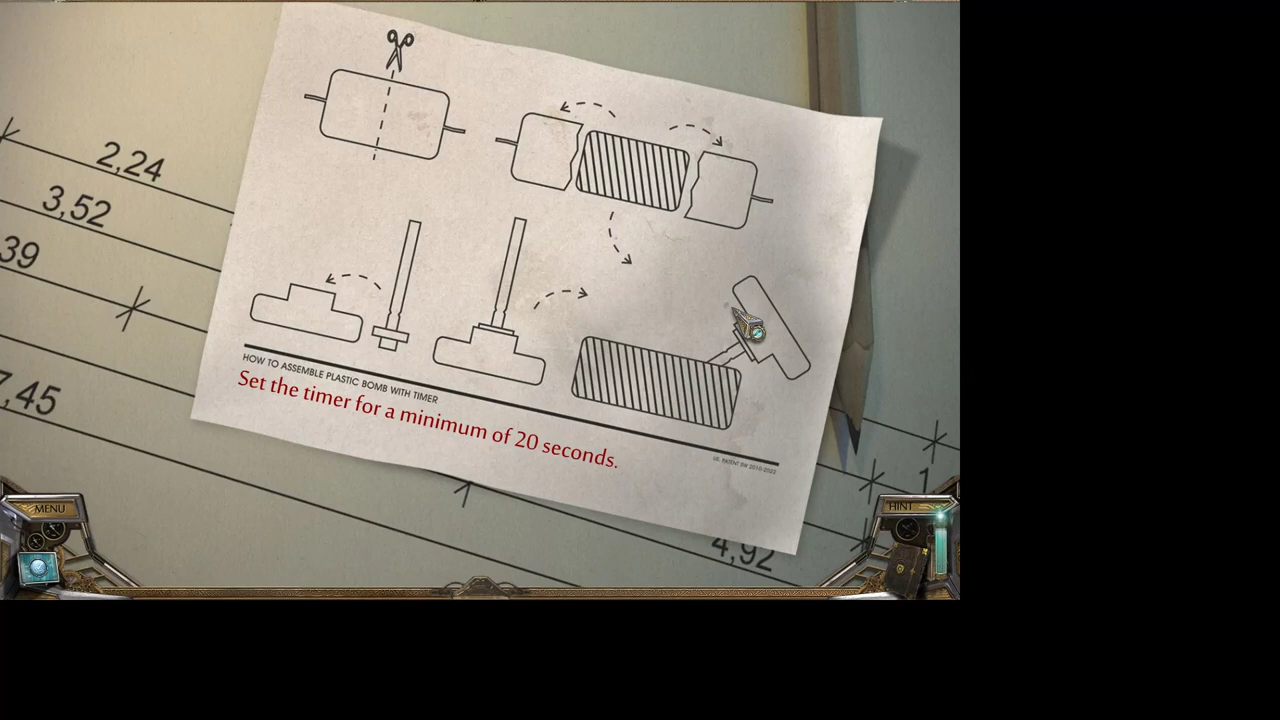 2,24
3,52
39
7,45
HOW TO ASSEMBLE PLASTIC BOMB WITH TIMER
Set the timer for a minimum of 20 seconds.
4,92
MENU
HINT